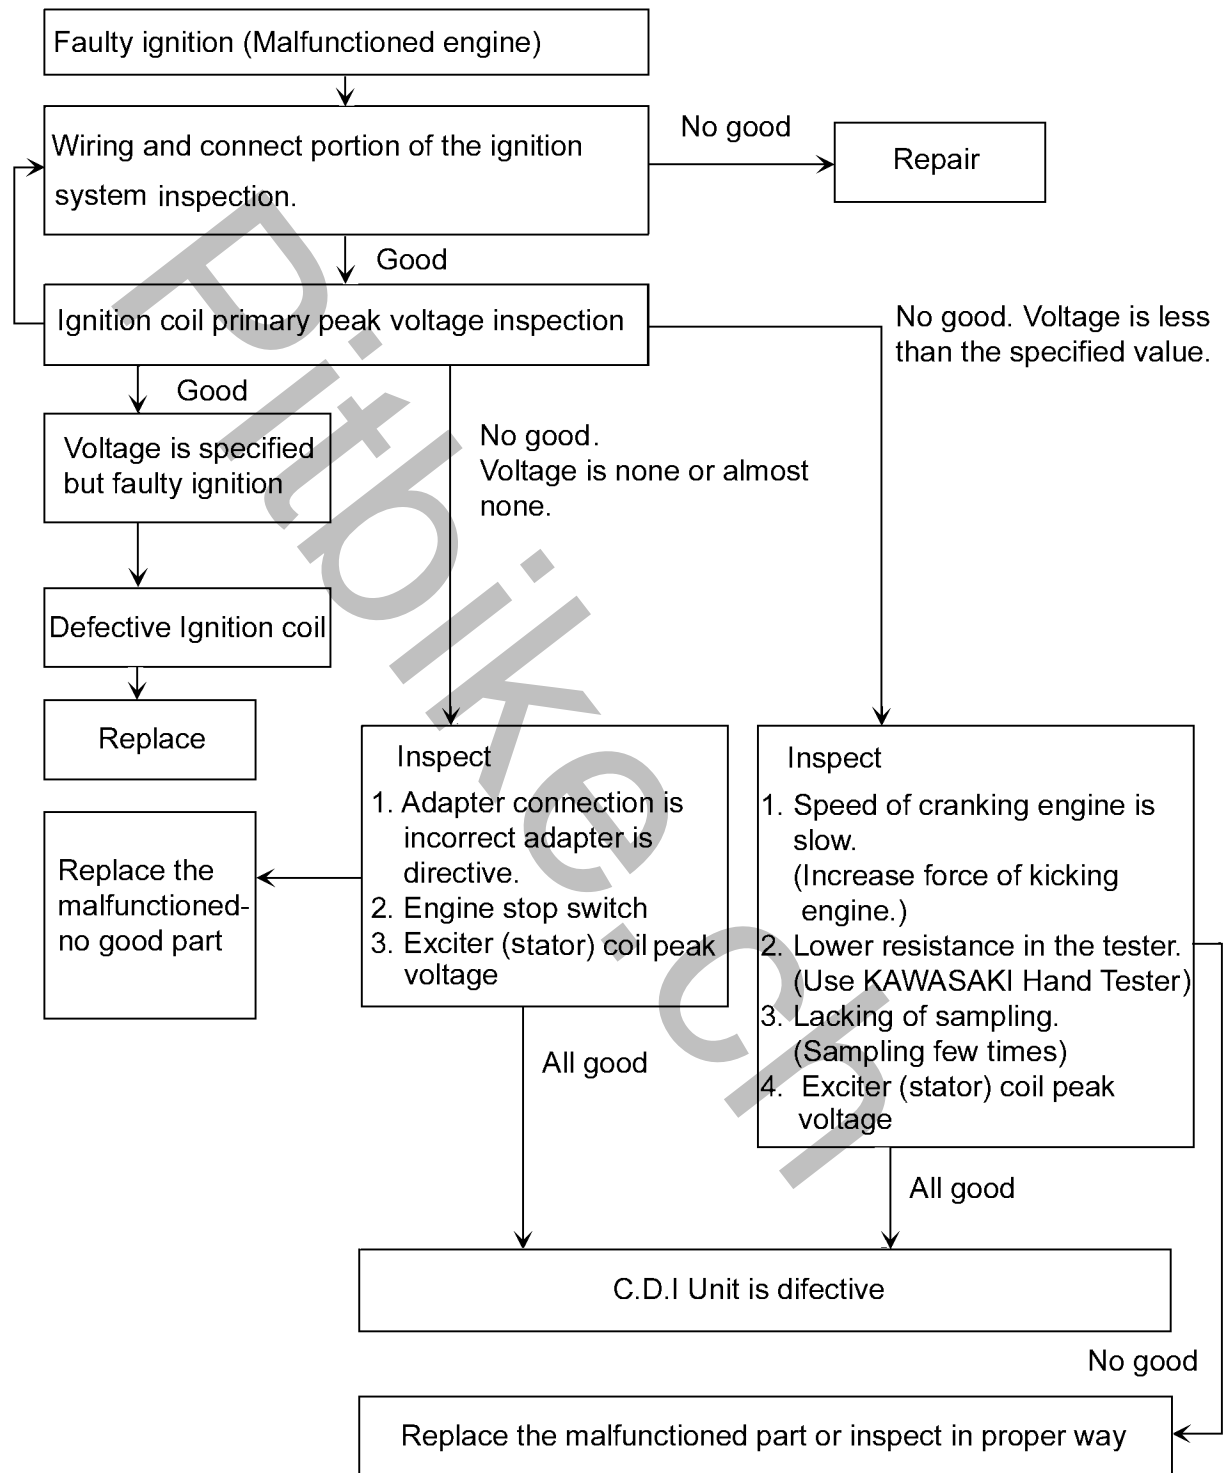 Faulty ignition (Malfunctioned engine)
Wiring and connect portion of the ignition
system inspection.
No good
Repair
Good
Ignition coil primary peak voltage inspection
No good. Voltage is less
than the specified value.
Good
Voltage is specified
but faulty ignition
No good.
Voltage is none or almost
none.
Defective Ignition coil
Replace
Inspect
1. Adapter connection is
incorrect adapter is
directive.
2. Engine stop switch
3. Exciter (stator) coil peak
voltage
Replace the
malfunctioned-
no good part
Inspect
1. Speed of cranking engine is
slow.
(Increase force of kicking
engine.)
2. Lower resistance in the tester.
(Use KAWASAKI Hand Tester)
3. Lacking of sampling.
(Sampling few times)
4. Exciter (stator) coil peak
voltage
All good
All good
C.D.I Unit is difective
No good
Replace the malfunctioned part or inspect in proper way
Pitbike.ch